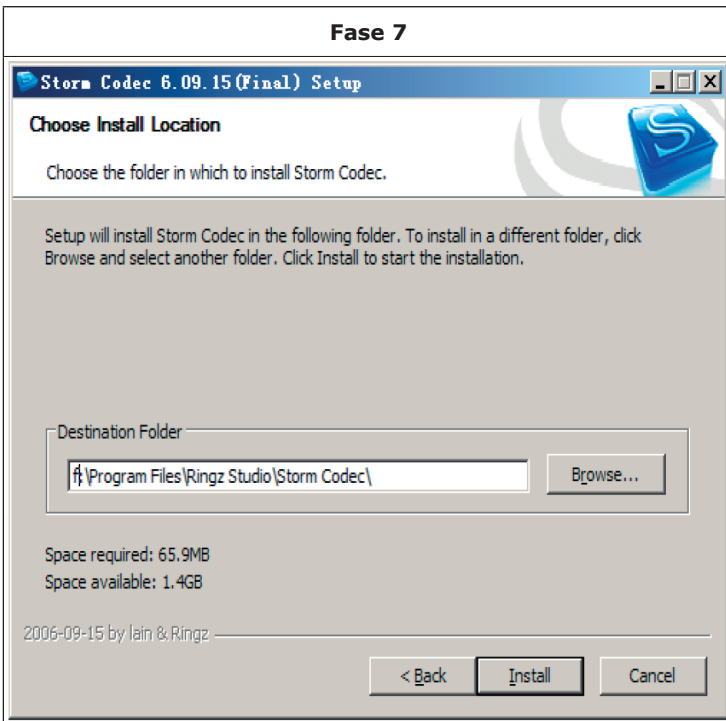 Fase 7
Storm Codec 6.09.15(Final) Setup
Choose Install Location
Choose the folder in which to install Storm Codec.
Setup will install Storm Codec in the following folder. To install in a different folder, click
Browse and select another folder. Click Install to start the installation.
Destination Folder
f:\Program Files\Ringz Studio\Storm Codec\
Browse...
Space required: 65.9MB
Space available: 1.4GB
2006-09-15 by lain & Ringz
< Back
Install
Cancel